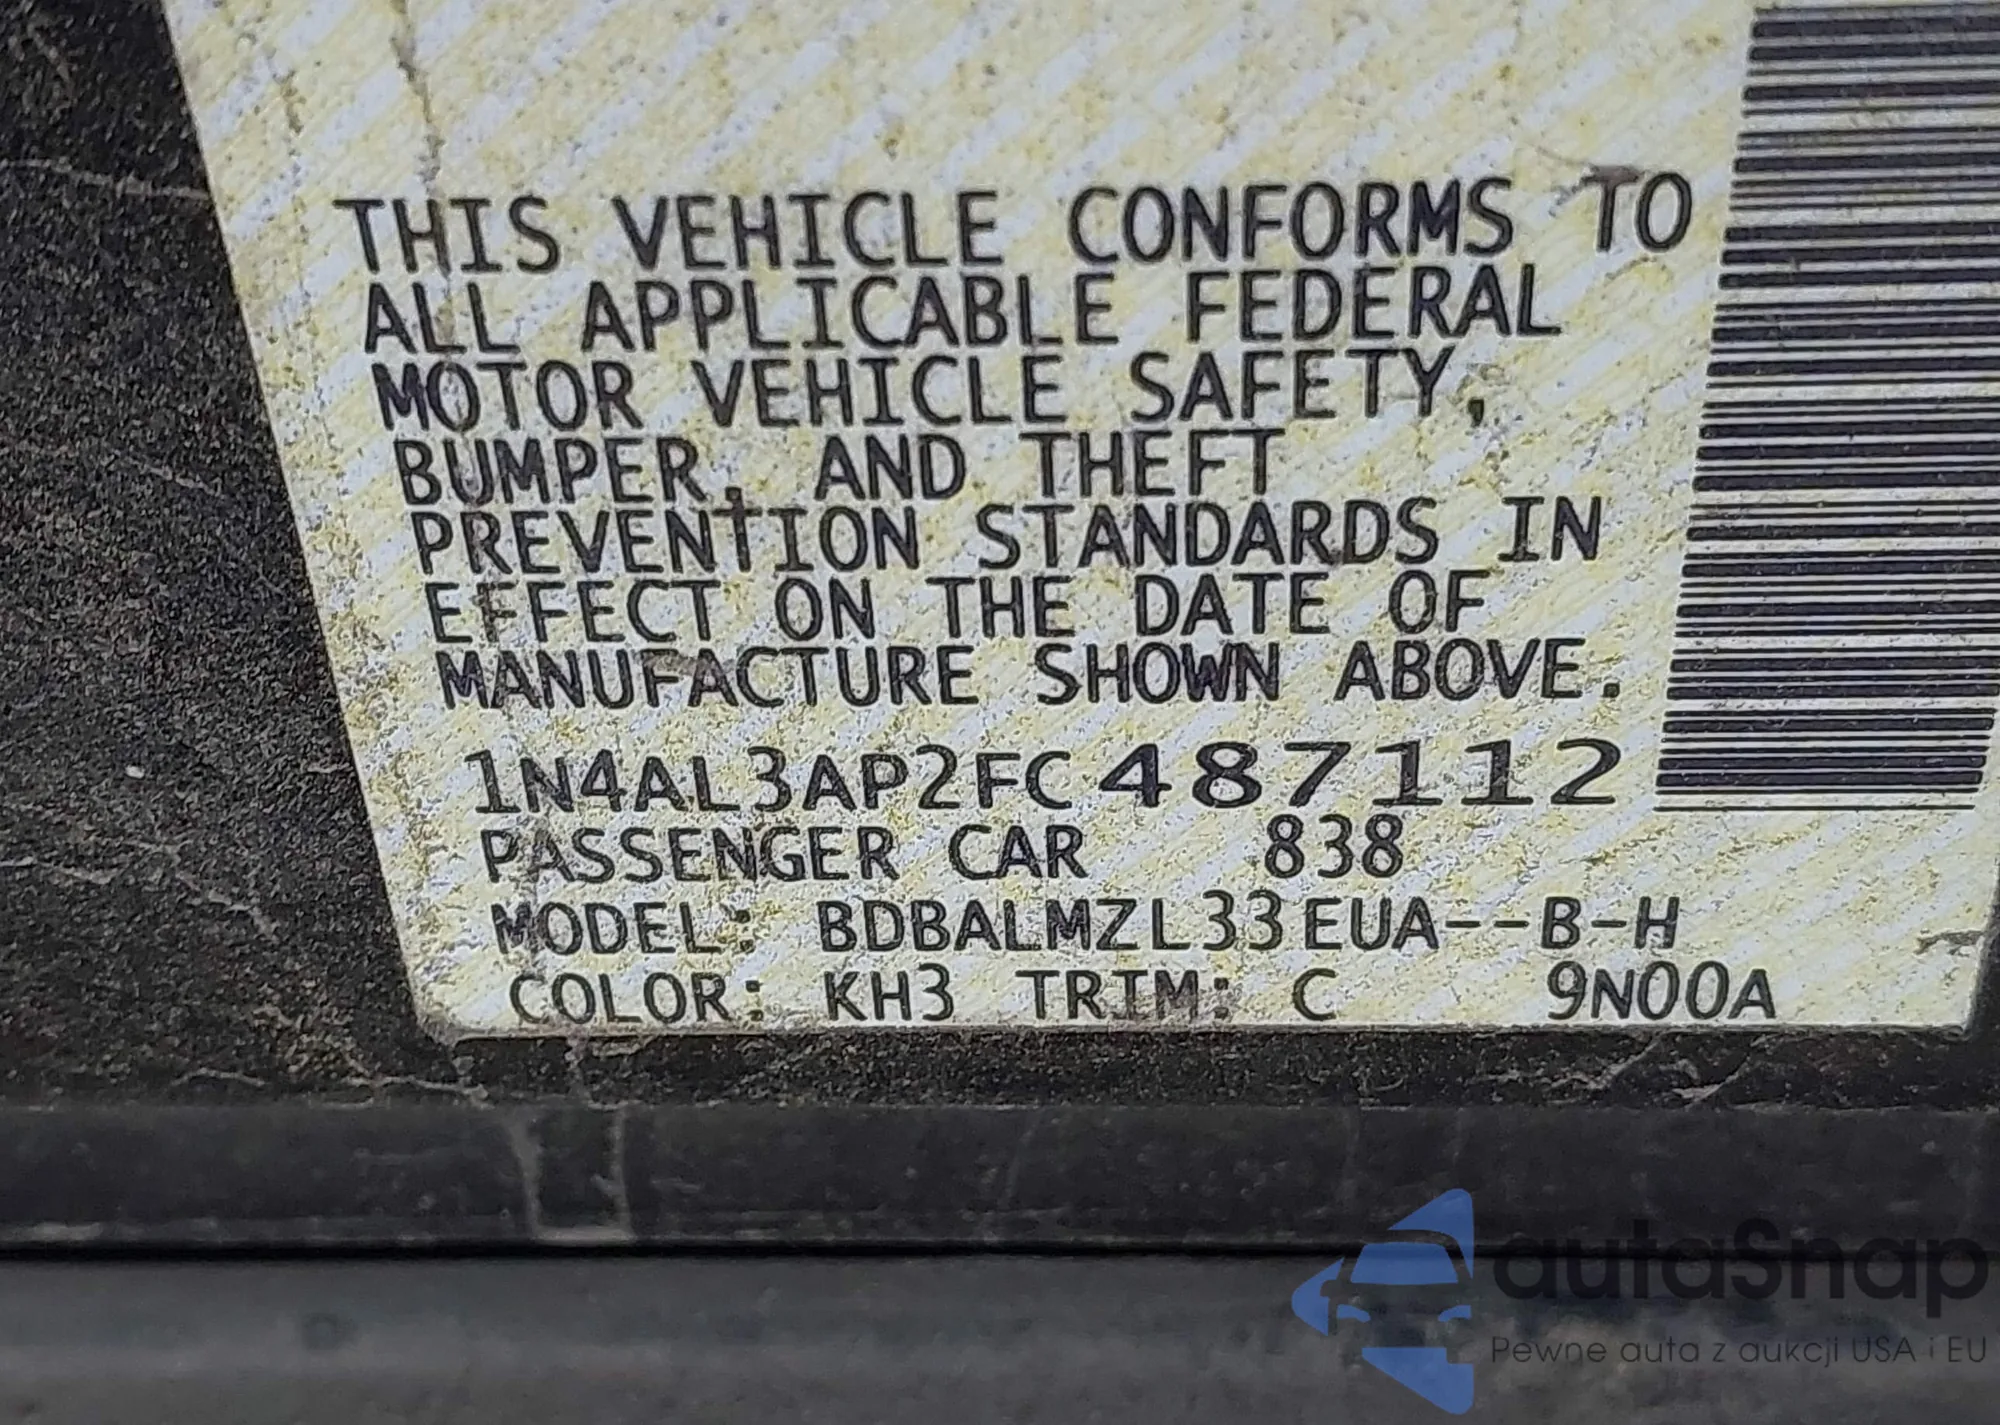 THIS VEHICLE CONFORMS TO
ALL APPLICABLE FEDERAL
MOTOR VEHICLE SAFETY,
BUMPER, AND THEFT
PREVENTION STANDARDS IN
EFFECT ON THE DATE OF
MANUFACTURE SHOWN ABOVE.
1N4AL3AP2FC487112
PASSENGER CAR 838
MODEL: BDBALMZL33EUA--B-H
COLOR: KH3 TRIM: C 9N00A
autaSnap
Pewne auta z aukcji USA i EU